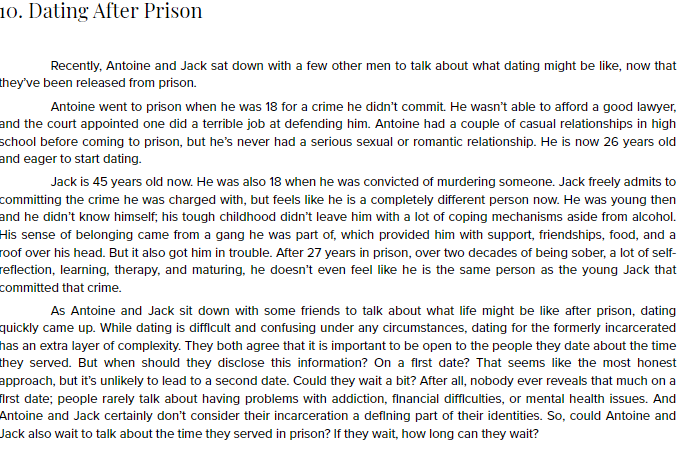 10. Dating After Prison
Recently, Antoine and Jack sat down with a few other men to talk about what dating might be like, now that
they've been released from prison.
Antoine went to prison when he was 18 for a crime he didn't commit. He wasn't able to afford a good lawyer,
and the court appointed one did a terrible job at defending him. Antoine had a couple of casual relationships in high
school before coming to prison, but he's never had a serious sexual or romantic relationship. He is now 26 years old
and eager to start dating.
Jack is 45 years old now. He was also 18 when he was convicted of murdering someone. Jack freely admits to
committing the crime he was charged with, but feels like he is a completely different person now. He was young then
and he didn't know himself; his tough childhood didn't leave him with a lot of coping mechanisms aside from alcohol.
His sense of belonging came from a gang he was part of, which provided him with support, friendships, food, and a
roof over his head. But it also got him in trouble. After 27 years in prison, over two decades of being sober, a lot of self-
reflection, learning, therapy, and maturing, he doesn't even feel like he is the same person as the young Jack that
committed that crime.
As Antoine and Jack sit down with some friends to talk about what life might be like after prison, dating
quickly came up. While dating is difficult and confusing under any circumstances, dating for the formerly incarcerated
has an extra layer of complexity. They both agree that it is important to be open to the people they date about the time
they served. But when should they disclose this information? On a first date? That seems like the most honest
approach, but it's unlikely to lead to a second date. Could they wait a bit? After all, nobody ever reveals that much on a
first date; people rarely talk about having problems with addiction, financial difficulties, or mental health issues. And
Antoine and Jack certainly don't consider their incarceration a defining part of their identities. So, could Antoine and
Jack also wait to talk about the time they served in prison? If they wait, how long can they wait?